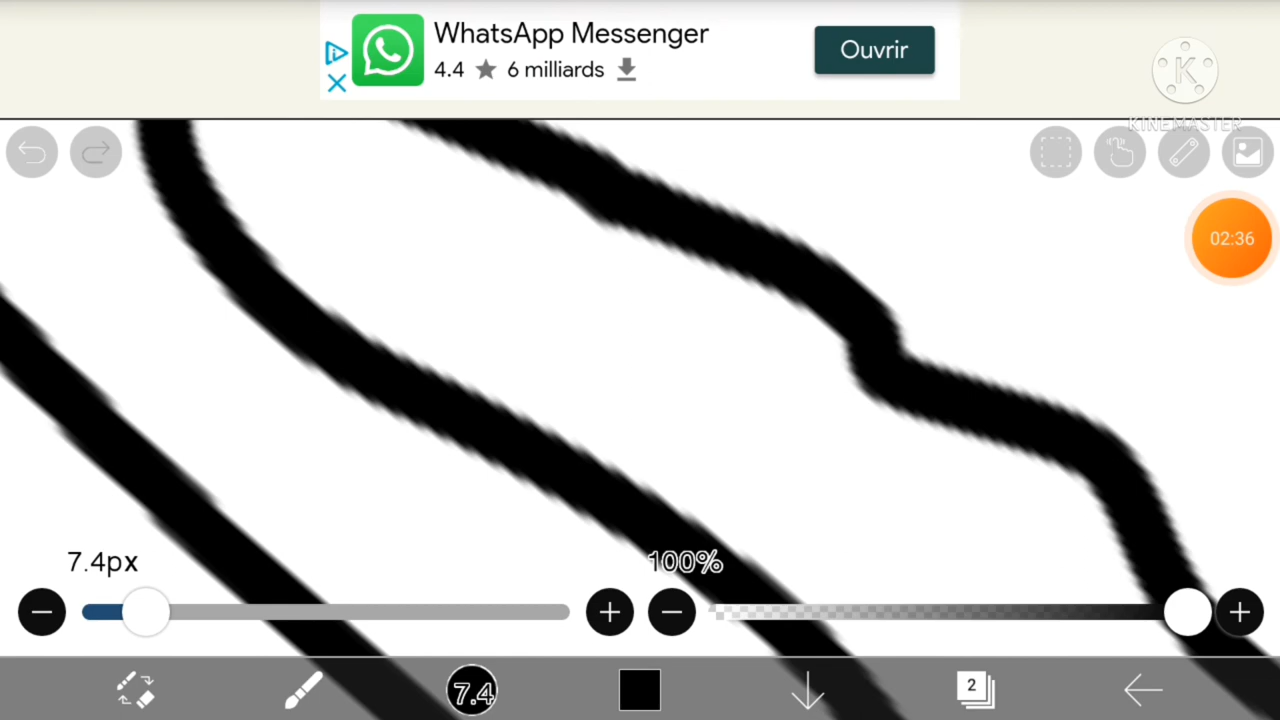 WhatsApp Messenger
4.4 ★ 6 milliards
Ouvrir
K
KINEMASTER
02:36
7.4px
100%
7.4
2